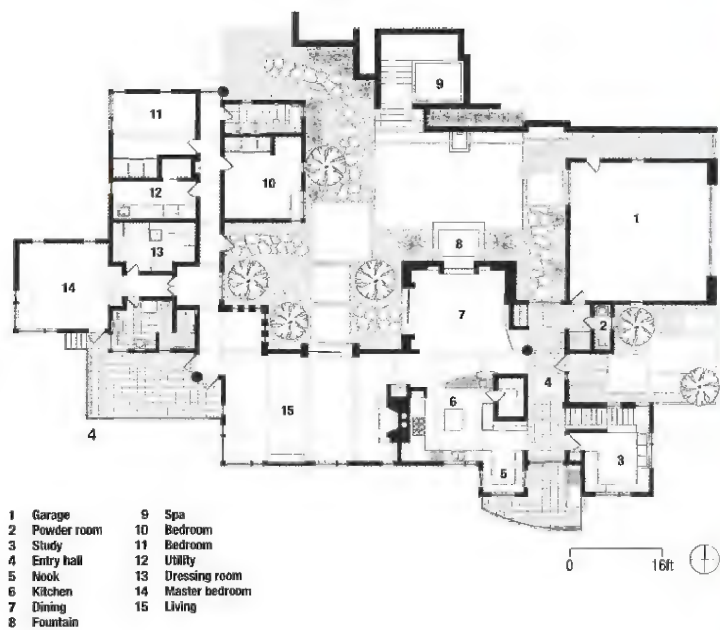 9
11
10
12
1
13
8
14
7
2
4
6
15
4
3
5
1 Garage
2 Powder room
3 Study
4 Entry hall
5 Nook
6 Kitchen
7 Dining
8 Fountain
9 Spa
10 Bedroom
11 Bedroom
12 Utility
13 Dressing room
14 Master bedroom
15 Living
0 16ft